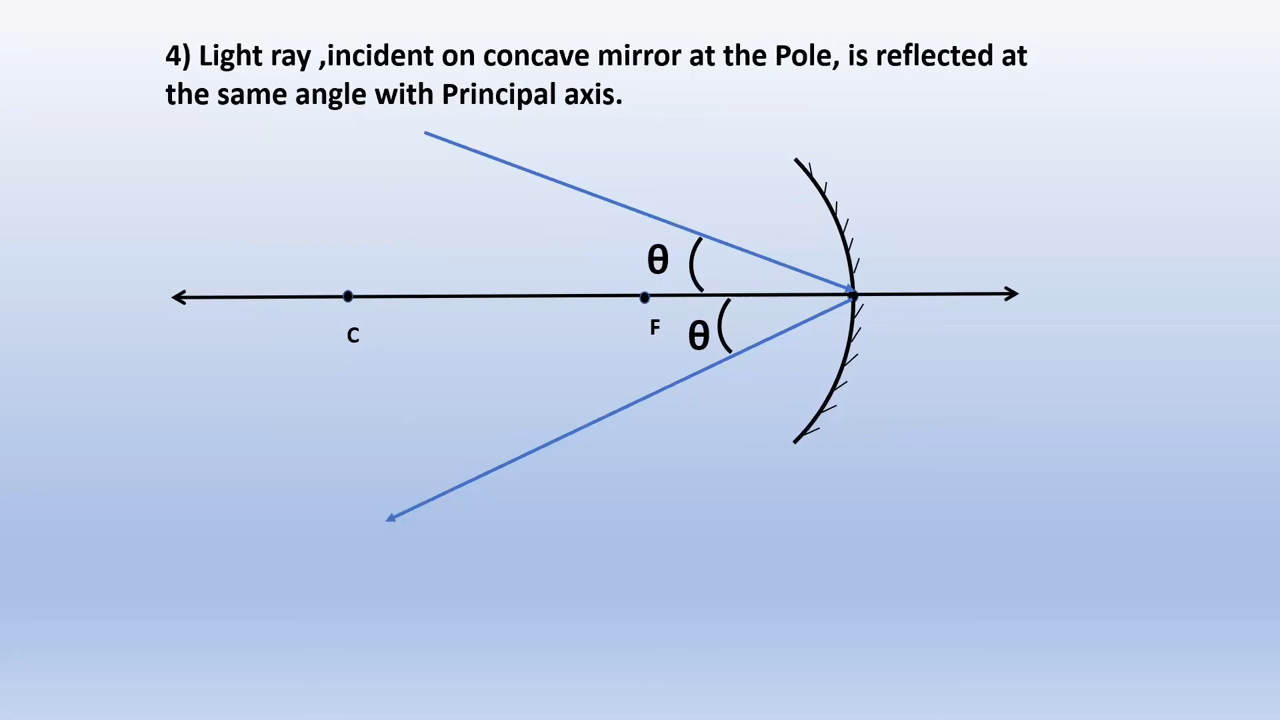 4) Light ray ,incident on concave mirror at the Pole, is reflected at
the same angle with Principal axis.
θ
C
F
θ